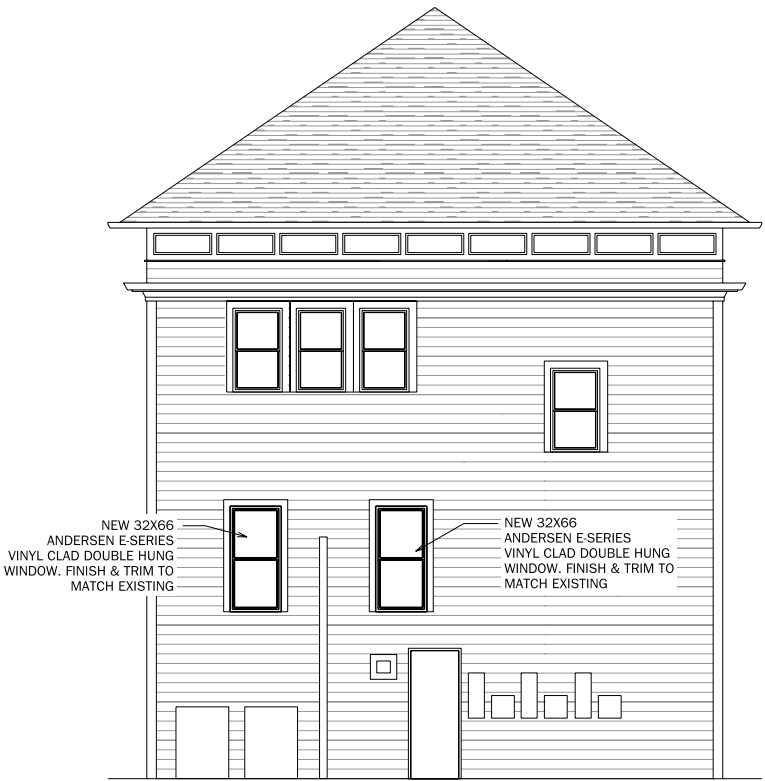 NEW 32X66
ANDERSEN E-SERIES
VINYL CLAD DOUBLE HUNG
WINDOW. FINISH & TRIM TO
MATCH EXISTING
NEW 32X66
ANDERSEN E-SERIES
VINYL CLAD DOUBLE HUNG
WINDOW. FINISH & TRIM TO
MATCH EXISTING